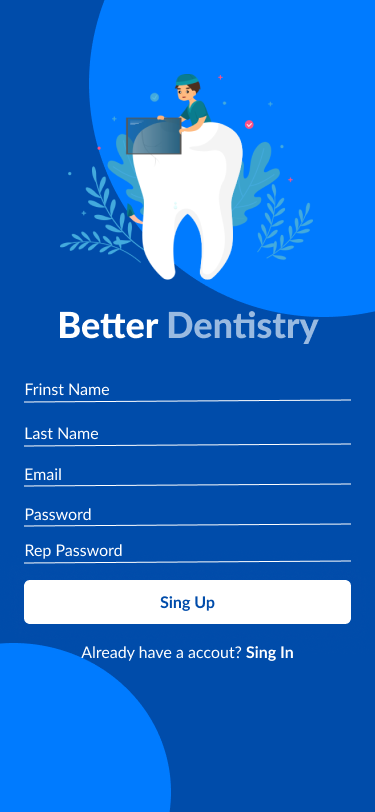 Better Dentistry
Frinst Name
Last Name
Email
Password
Rep Password
Sing Up
Already have a accout? Sing In